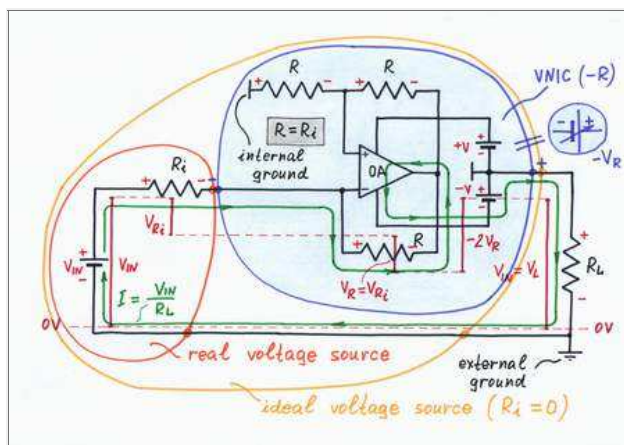 R
R
VNIC (-R)
R = Ri
internal
ground
+
-
OA
+V
-V
-VR
Ri
VRi
R
-2VR
VIN
VIN
VR = VRi
VIN = VL
RL
I = VIN / RL
0V
0V
real voltage source
external
ground
ideal voltage source (Ri = 0)